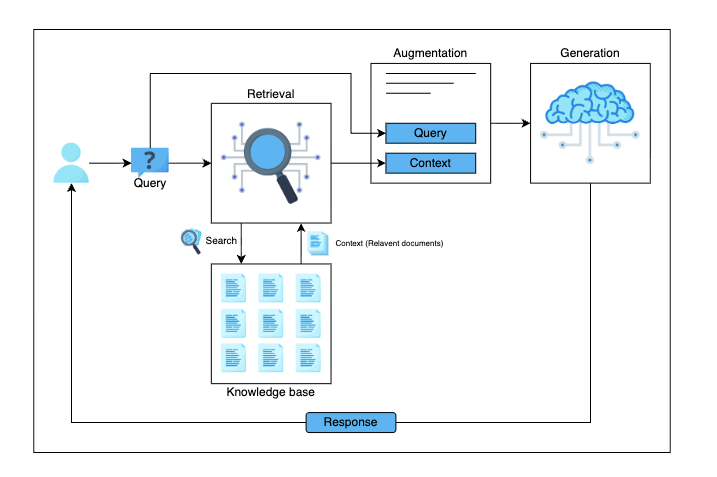 Augmentation
Generation
Retrieval
?
Query
Query
Context
Search
Context (Relavent documents)
Knowledge base
Response